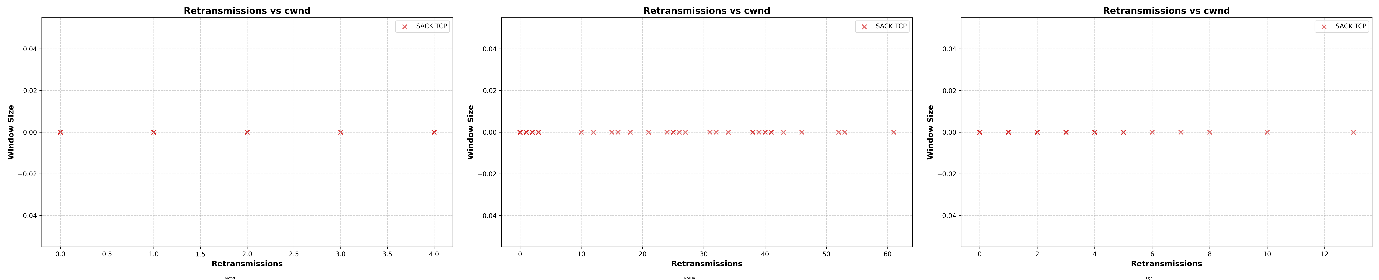 Retransmissions vs cwnd
SACK TCP
0.04
0.02
0.00
−0.02
−0.04
Window Size
0.0 0.5 1.0 1.5 2.0 2.5 3.0 3.5 4.0
Retransmissions
Retransmissions vs cwnd
SACK TCP
0.04
0.02
0.00
−0.02
−0.04
Window Size
0 10 20 30 40 50 60
Retransmissions
Retransmissions vs cwnd
SACK TCP
0.04
0.02
0.00
−0.02
−0.04
Window Size
0 2 4 6 8 10 12
Retransmissions